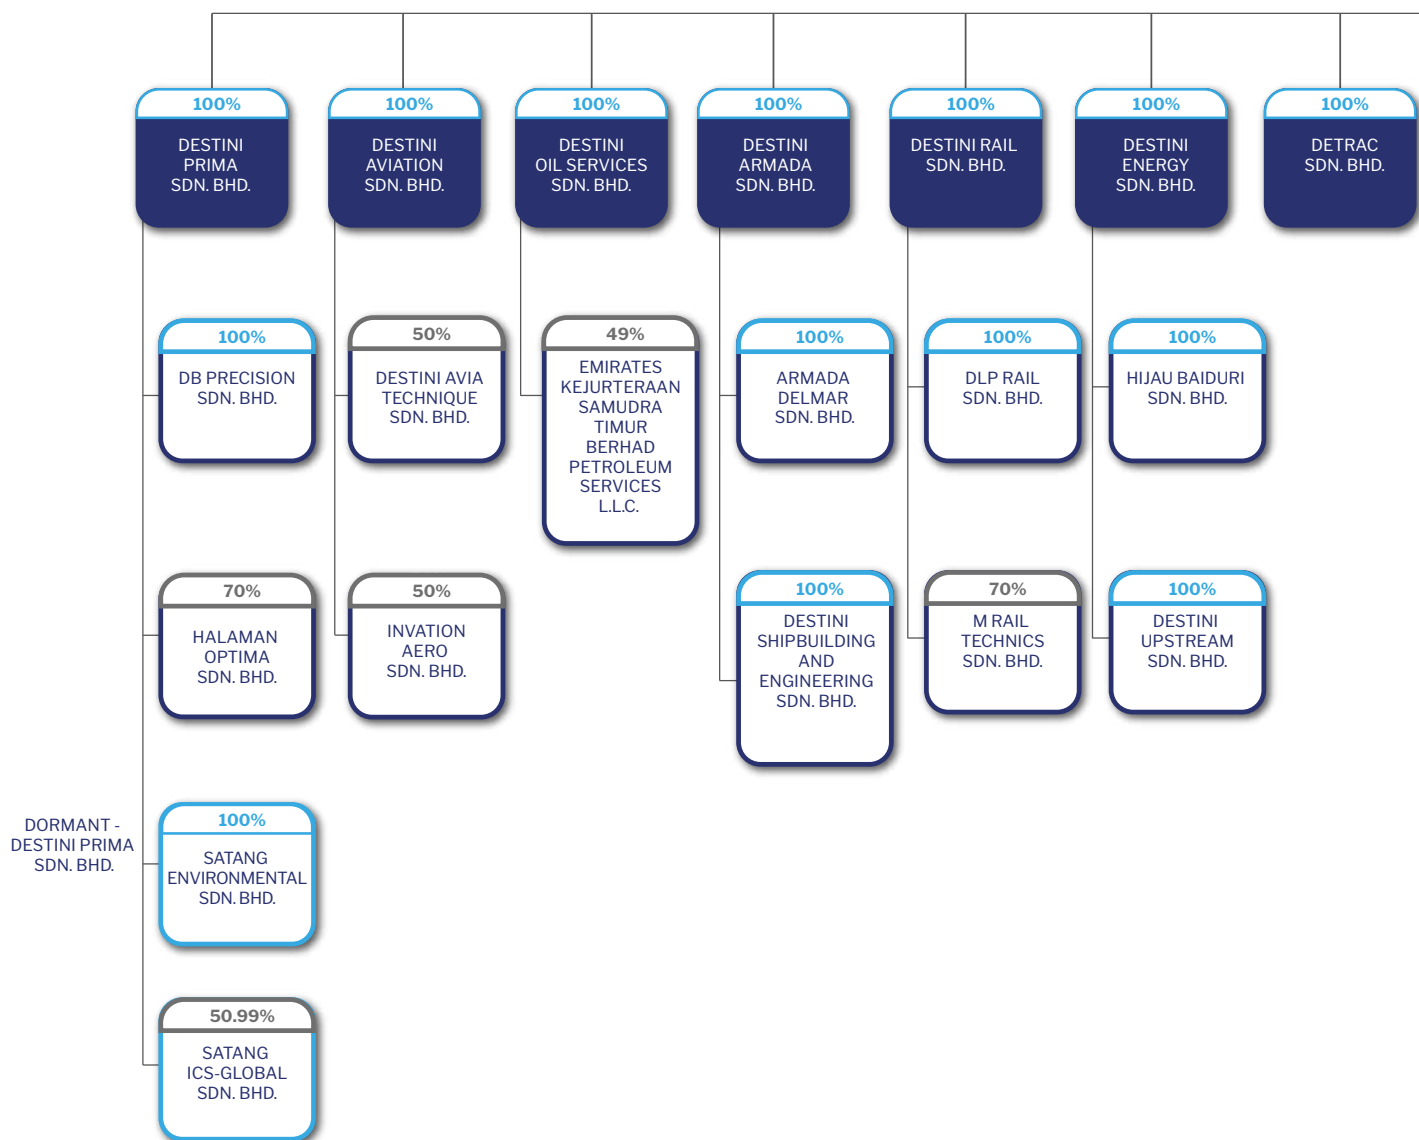 100%
DESTINI
PRIMA
SDN. BHD.
100%
DESTINI
AVIATION
SDN. BHD.
100%
DESTINI
OIL SERVICES
SDN. BHD.
100%
DESTINI
ARMADA
SDN. BHD.
100%
DESTINI RAIL
SDN. BHD.
100%
DESTINI
ENERGY
SDN. BHD.
100%
DETRAC
SDN. BHD.
100%
DB PRECISION
SDN. BHD.
50%
DESTINI AVIA
TECHNIQUE
SDN. BHD.
49%
EMIRATES
KEJURTERAAN
SAMUDRA
TIMUR
BERHAD
PETROLEUM
SERVICES
L.L.C.
100%
ARMADA
DELMAR
SDN. BHD.
100%
DLP RAIL
SDN. BHD.
100%
HIJAU BAIDURI
SDN. BHD.
70%
HALAMAN
OPTIMA
SDN. BHD.
50%
INVATION
AERO
SDN. BHD.
100%
DESTINI
SHIPBUILDING
AND
ENGINEERING
SDN. BHD.
70%
M RAIL
TECHNICS
SDN. BHD.
100%
DESTINI
UPSTREAM
SDN. BHD.
DORMANT -
DESTINI PRIMA
SDN. BHD.
100%
SATANG
ENVIRONMENTAL
SDN. BHD.
50.99%
SATANG
ICS-GLOBAL
SDN. BHD.